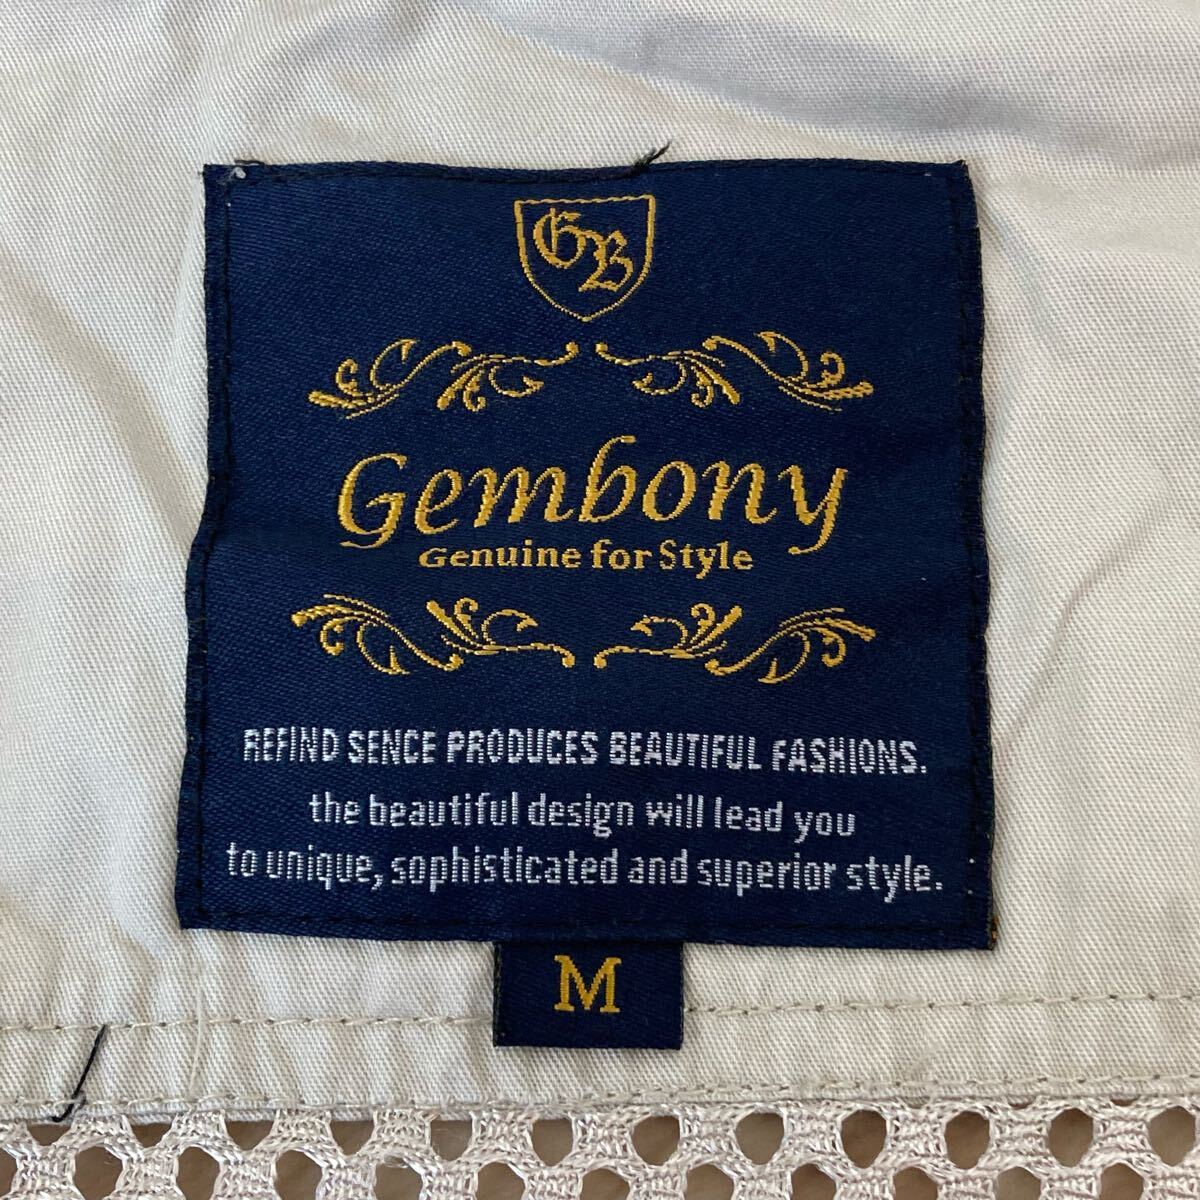 GB
Gembony
Genuine for Style
REFIND SENCE PRODUCES BEAUTIFUL FASHIONS.
the beautiful design will lead you
to unique, sophisticated and superior style.
M